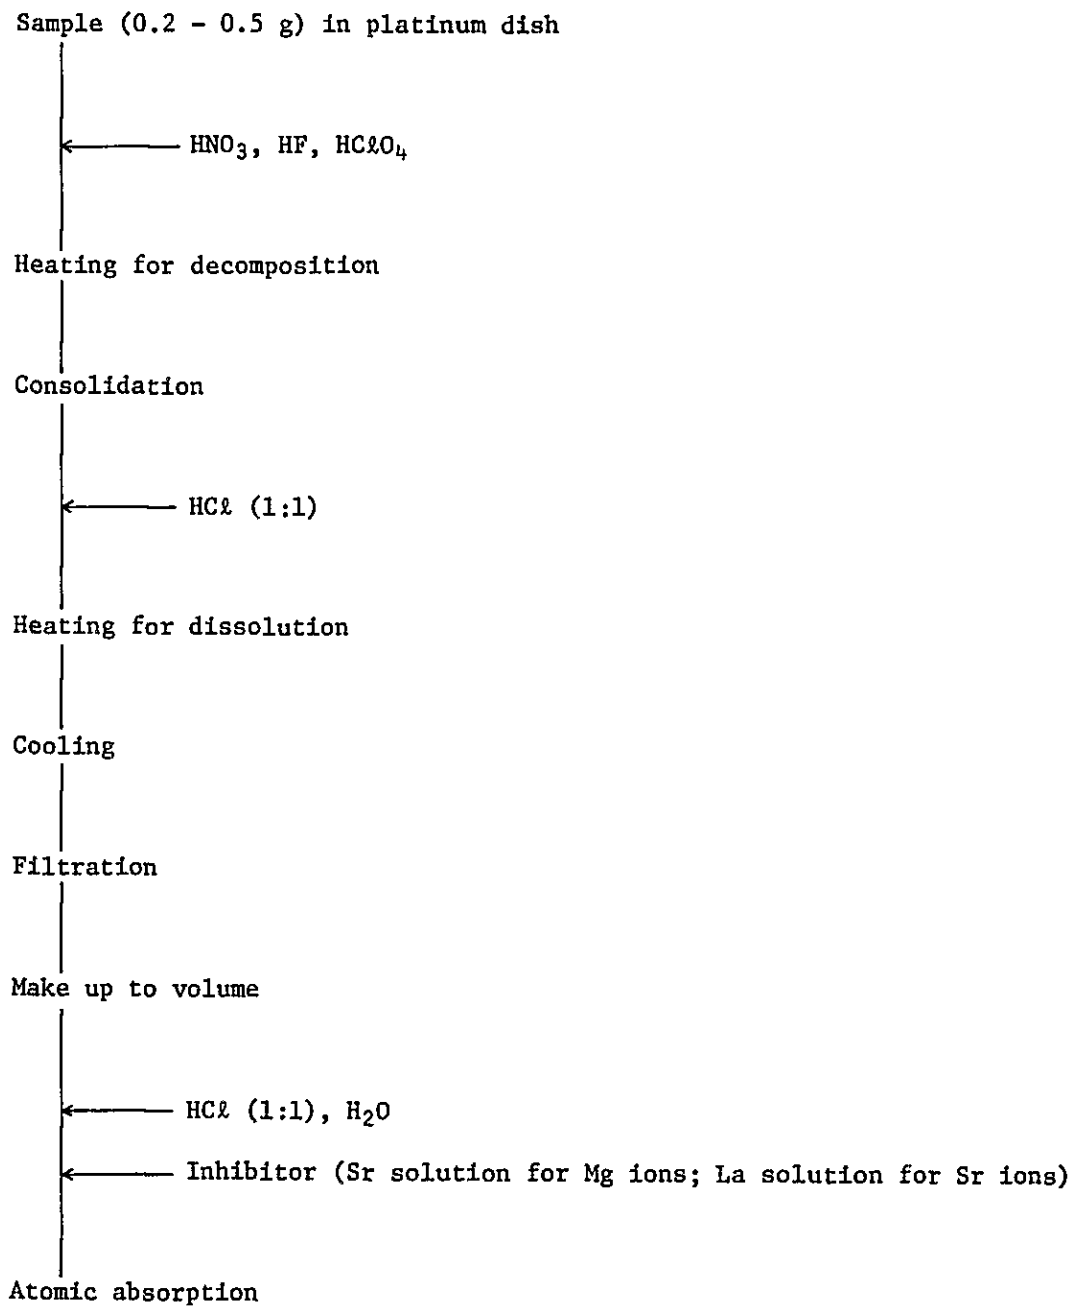 Sample (0.2 - 0.5 g) in platinum dish
HNO₃, HF, HCℓO₄
Heating for decomposition
Consolidation
HCℓ (1:1)
Heating for dissolution
Cooling
Filtration
Make up to volume
HCℓ (1:1), H₂O
Inhibitor (Sr solution for Mg ions; La solution for Sr ions)
Atomic absorption